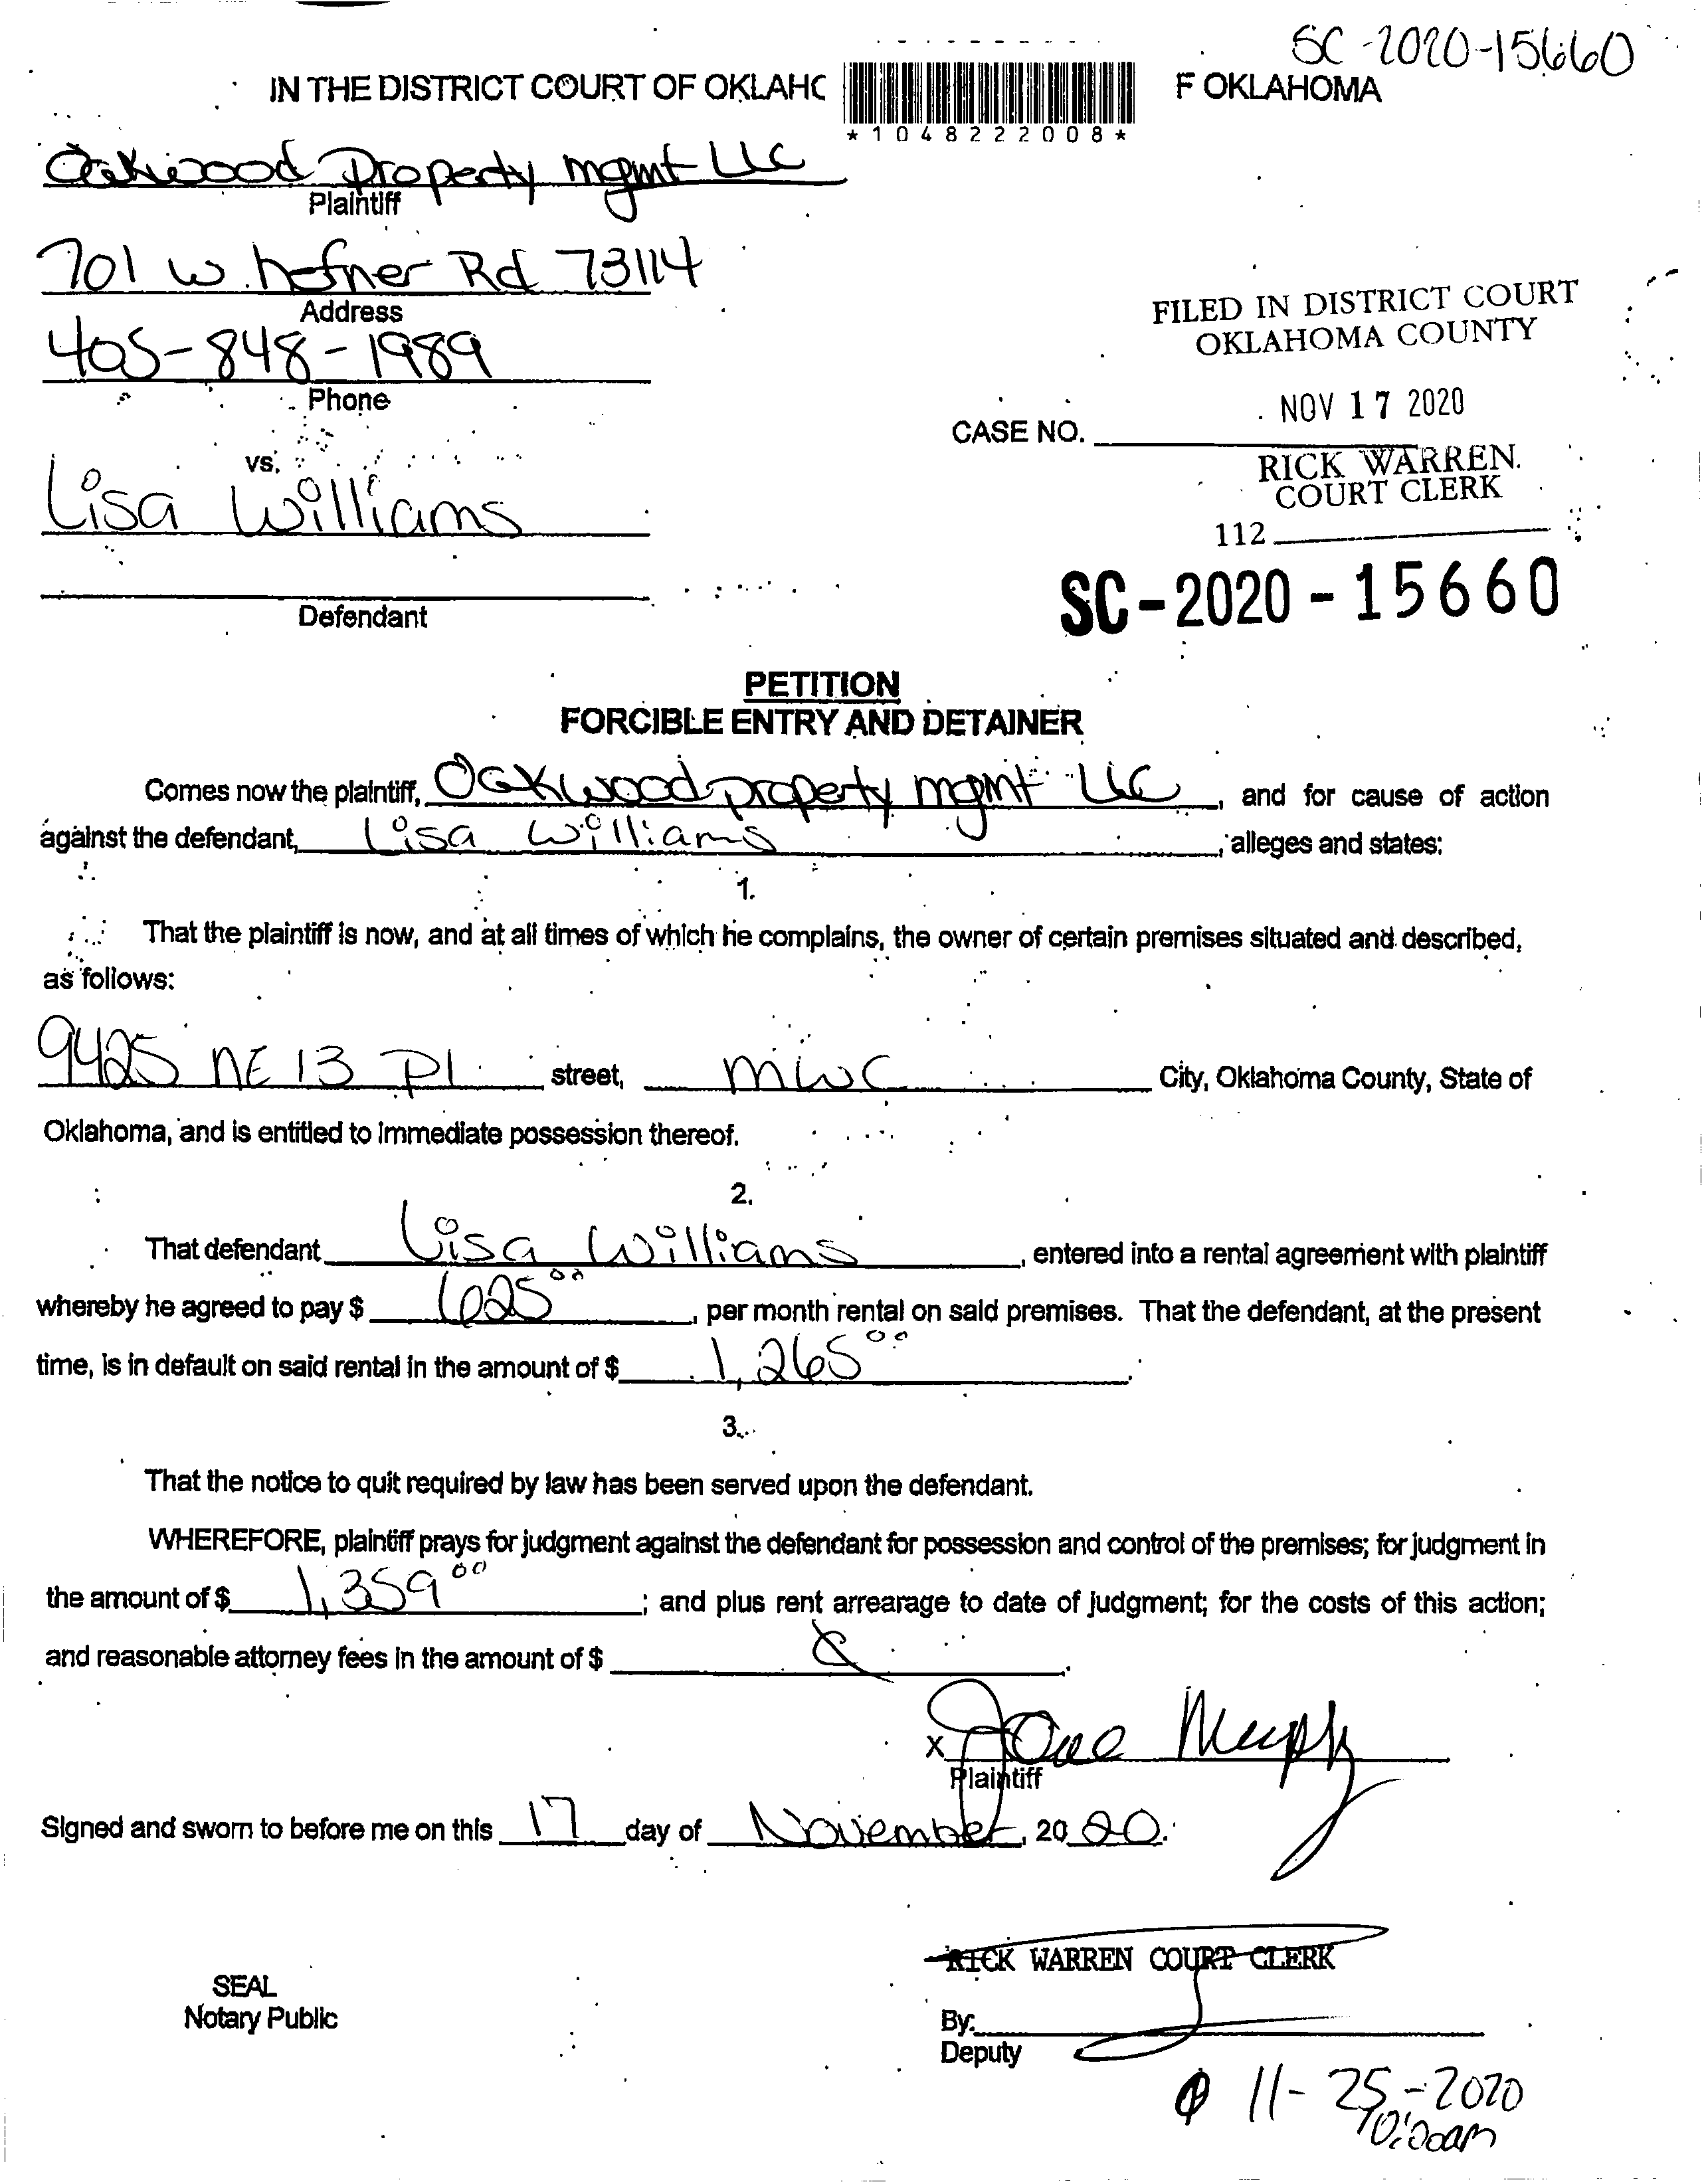 SC-2020-15660
IN THE DISTRICT COURT OF OKLAHC F OKLAHOMA
*1048222008*
Oakwood Property mgmt LLC
Plaintiff
701 W. hefner Rd 73114
Address
405-848-1989
Phone
FILED IN DISTRICT COURT
OKLAHOMA COUNTY
NOV 17 2020
CASE NO.
RICK WARREN
COURT CLERK
112
vs.
Lisa Williams
Defendant
SC-2020-15660
PETITION
FORCIBLE ENTRY AND DETAINER
Comes now the plaintiff, Oakwood property mgmt LLC, and for cause of action
against the defendant, Lisa Williams, alleges and states:
1.
That the plaintiff is now, and at all times of which he complains, the owner of certain premises situated and described,
as follows:
9425 NE 13 Pl street, MWC City, Oklahoma County, State of
Oklahoma, and is entitled to immediate possession thereof.
2.
That defendant Lisa Williams, entered into a rental agreement with plaintiff
whereby he agreed to pay $ 625 00, per month rental on said premises. That the defendant, at the present
time, is in default on said rental in the amount of $ 1,265 00.
3.
That the notice to quit required by law has been served upon the defendant.
WHEREFORE, plaintiff prays for judgment against the defendant for possession and control of the premises; for judgment in
the amount of $ 1,359 00; and plus rent arrearage to date of judgment; for the costs of this action;
and reasonable attorney fees in the amount of $
X
Plaintiff
Signed and sworn to before me on this 17 day of November, 2020.
RICK WARREN COURT CLERK
SEAL
Notary Public
By:
Deputy
11-25-2020
10:00am